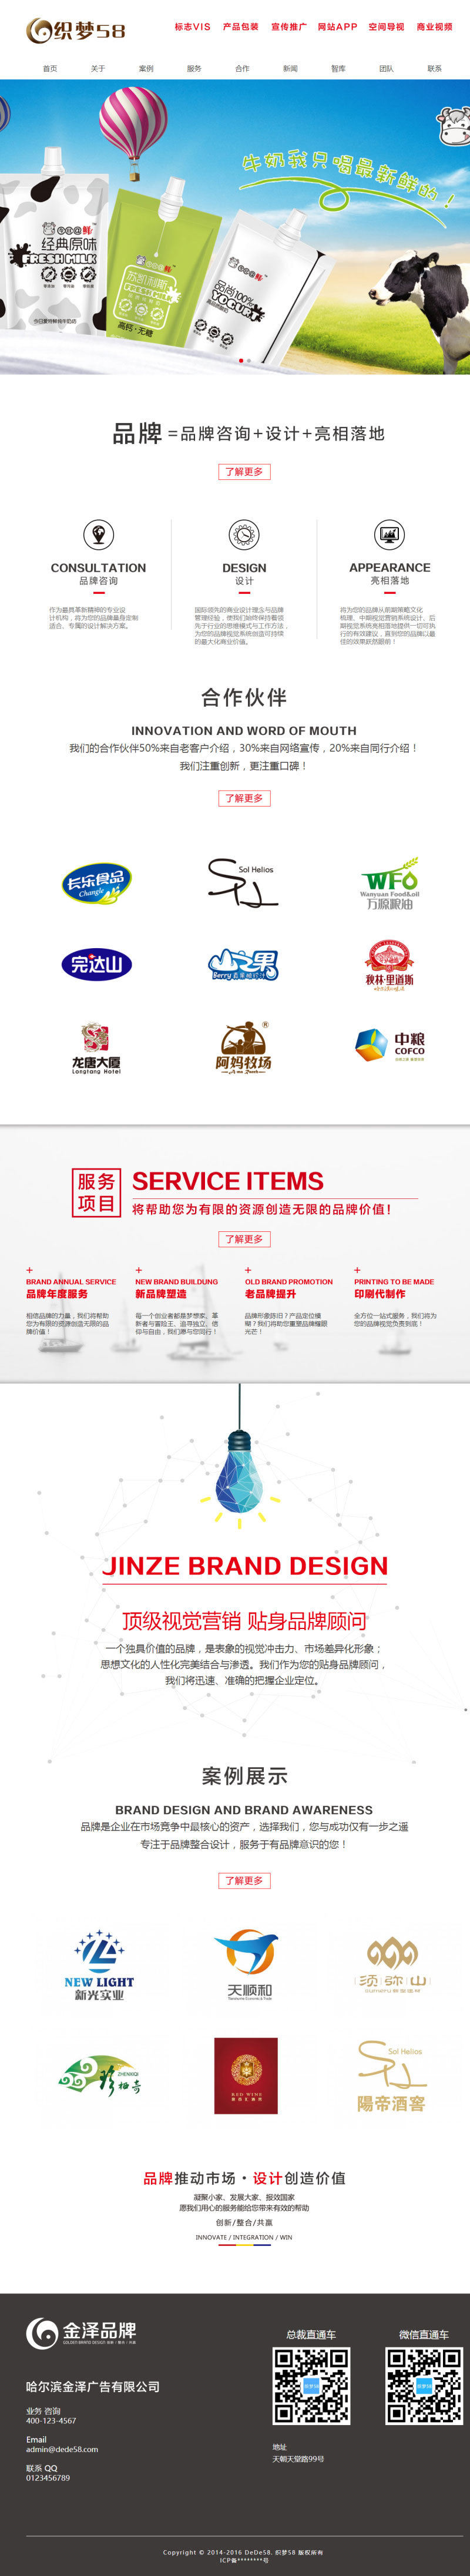 织梦58
标志VIS 产品包装 宣传推广 网站APP 空间导视 商业视频
首页 关于 案例 服务 合作 新闻 智库 团队 联系
牛奶我只喝最新鲜的！
经典原味
FRESH MILK
高钙·无糖
品尚100%
YOGURT
品牌=品牌咨询+设计+亮相落地
了解更多
CONSULTATION
品牌咨询
作为最具革新精神的专业设
计机构，将为您的品牌量身定制
适合、专属的设计解决方案。
DESIGN
设计
国际领先的商业设计理念与品牌
管理经验，使我们始终保持着领
先于行业的思维模式与工作方法，
为您的品牌视觉系统创造可持续
的最大化商业价值。
APPEARANCE
亮相落地
将为您的品牌从前期策略文化
梳理、中期视觉营销系统设计、后
期视觉系统亮相落地提供一切可执
行的有效建议，直到您的品牌以最
佳的效果跃然眼前！
合作伙伴
INNOVATION AND WORD OF MOUTH
我们的合作伙伴50%来自老客户介绍，30%来自网络宣传，20%来自同行介绍！
我们注重创新，更注重口碑！
了解更多
长乐食品
Changle
Sol Helios
WFO
Wanyuan Food&oil
万源粮油
完达山
Berry
秋林·里道斯
龙唐大厦
Longtang Hotel
阿妈牧场
中粮
COFCO
服务
项目
SERVICE ITEMS
将帮助您为有限的资源创造无限的品牌价值！
了解更多
BRAND ANNUAL SERVICE
品牌年度服务
相信品牌的力量，我们将帮助
您为有限的资源创造无限的品
牌价值！
NEW BRAND BUILDUNG
新品牌塑造
每一个创业者都是梦想家、革
新者与冒险王、追寻独立、信
仰与自由，我们愿与您同行！
OLD BRAND PROMOTION
老品牌提升
品牌形象陈旧？产品定位模
糊？我们将助您重塑品牌耀眼
光芒！
PRINTING TO BE MADE
印刷代制作
全方位一站式服务，我们将为
您的品牌视觉负责到底！
JINZE BRAND DESIGN
顶级视觉营销 贴身品牌顾问
一个独具价值的品牌，是表象的视觉冲击力、市场差异化形象；
思想文化的人性化完美结合与渗透。我们作为您的贴身品牌顾问，
我们将迅速、准确的把握企业定位。
案例展示
BRAND DESIGN AND BRAND AWARENESS
品牌是企业在市场竞争中最核心的资产，选择我们，您与成功仅有一步之遥
专注于品牌整合设计，服务于有品牌意识的您！
了解更多
NEW LIGHT
新光实业
天顺和
须弥山
ZHENXIQI
珍稀奇
RED WINE
Sol Helios
陽帝酒窖
品牌推动市场·设计创造价值
凝聚小家、发展大家、报效国家
愿我们用心的服务能给您带来有效的帮助
创新/整合/共赢
INNOVATE / INTEGRATION / WIN
金泽品牌
哈尔滨金泽广告有限公司
业务 咨询
400-123-4567
Email
admin@dede58.com
联系 QQ
0123456789
总裁直通车
微信直通车
织梦58
织梦58
地址
天朝天堂路99号
Copyright © 2014-2016 DeDe58. 织梦58 版权所有
ICP备********号